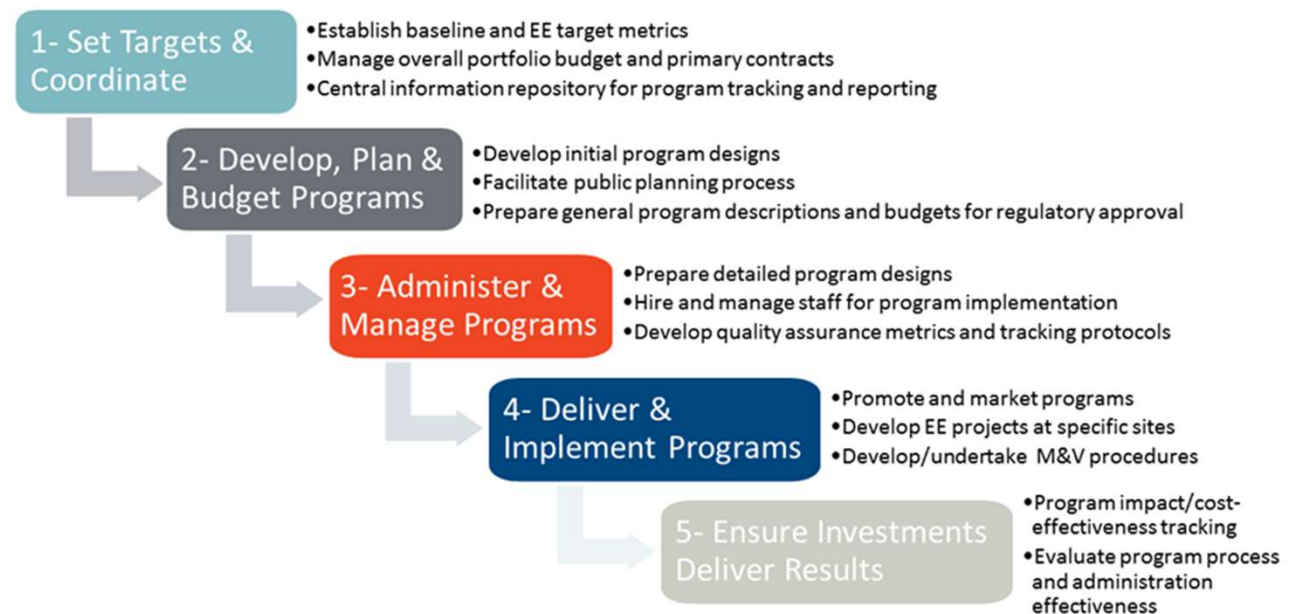 1- Set Targets &
Coordinate
•Establish baseline and EE target metrics
•Manage overall portfolio budget and primary contracts
•Central information repository for program tracking and reporting
2- Develop, Plan &
Budget Programs
•Develop initial program designs
•Facilitate public planning process
•Prepare general program descriptions and budgets for regulatory approval
3- Administer &
Manage Programs
•Prepare detailed program designs
•Hire and manage staff for program implementation
•Develop quality assurance metrics and tracking protocols
4- Deliver &
Implement Programs
•Promote and market programs
•Develop EE projects at specific sites
•Develop/undertake M&V procedures
5- Ensure Investments
Deliver Results
•Program impact/cost-
effectiveness tracking
•Evaluate program process
and administration
effectiveness